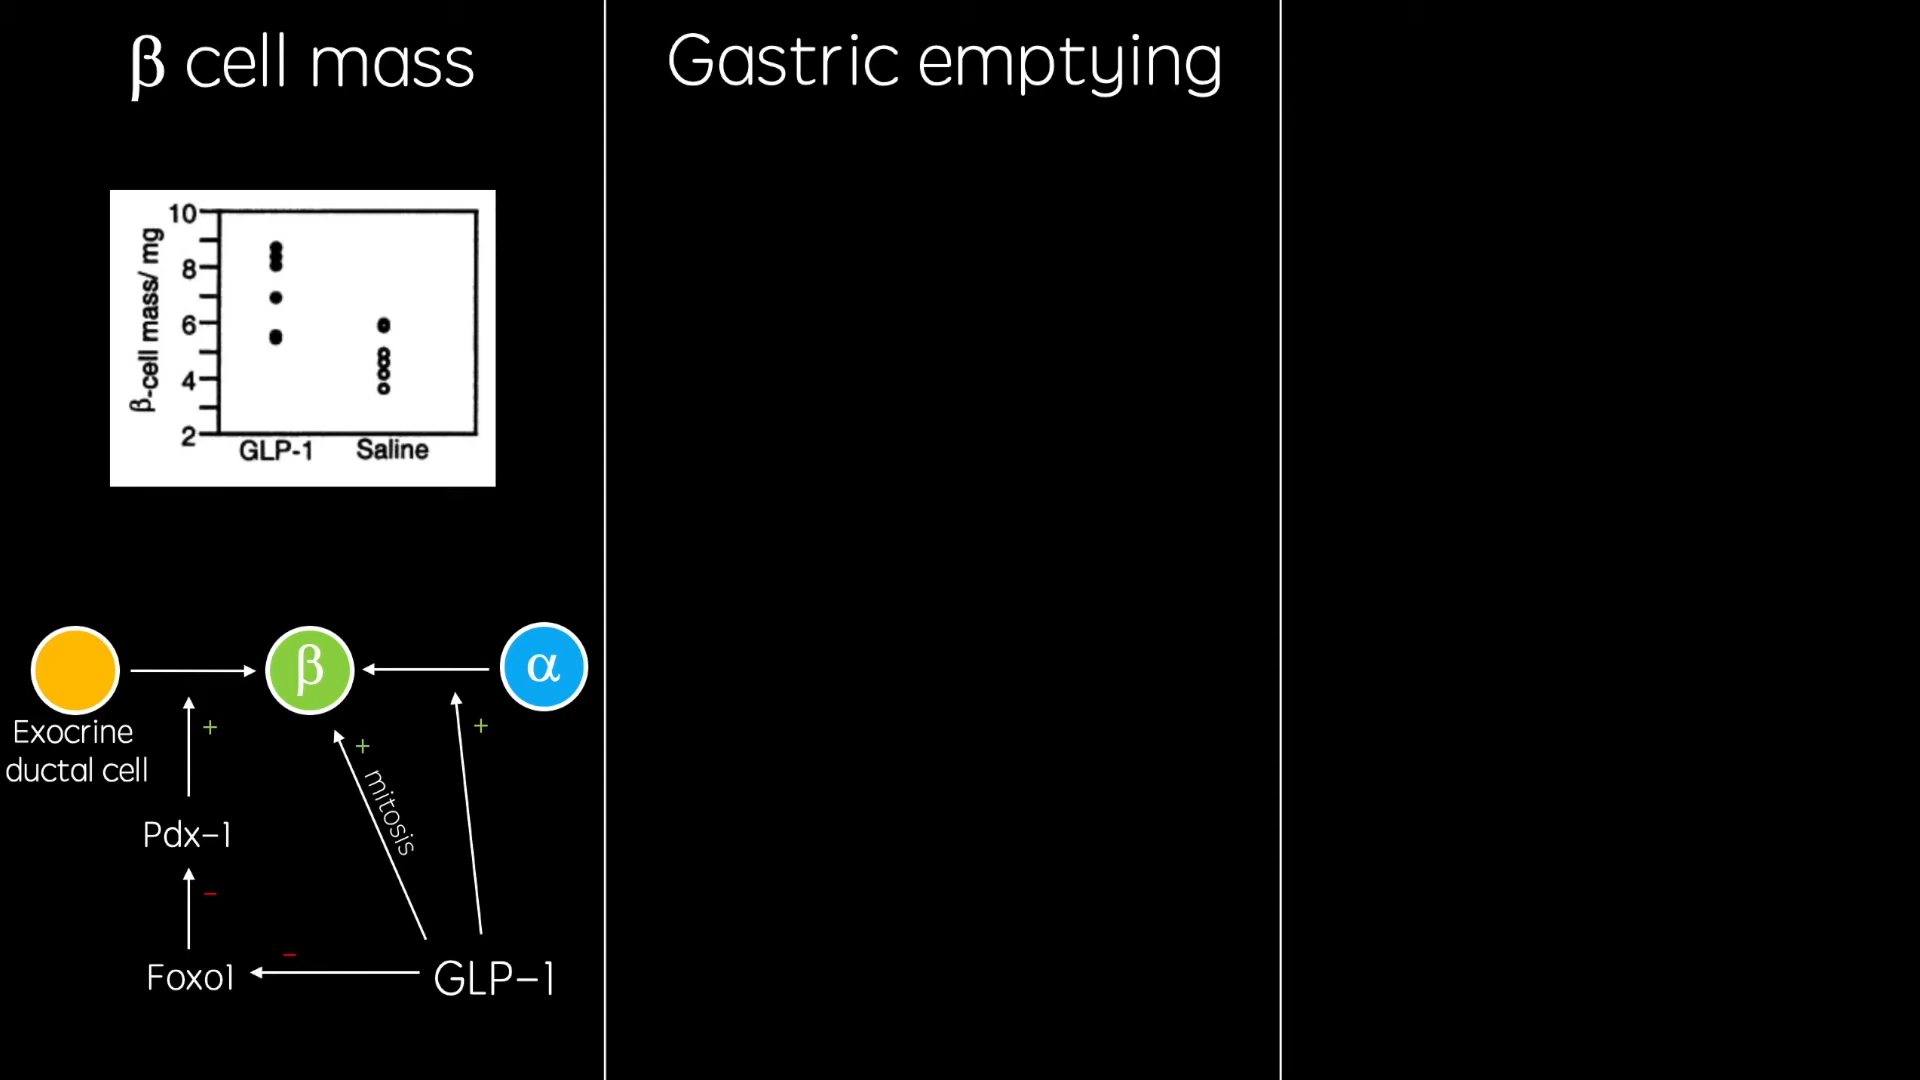 β cell mass
Gastric emptying
β-cell mass/ mg
10
8
6
4
2
GLP-1 Saline
β
α
Exocrine
ductal cell
+
+
+
mitosis
Pdx-1
-
-
Foxo1
GLP-1